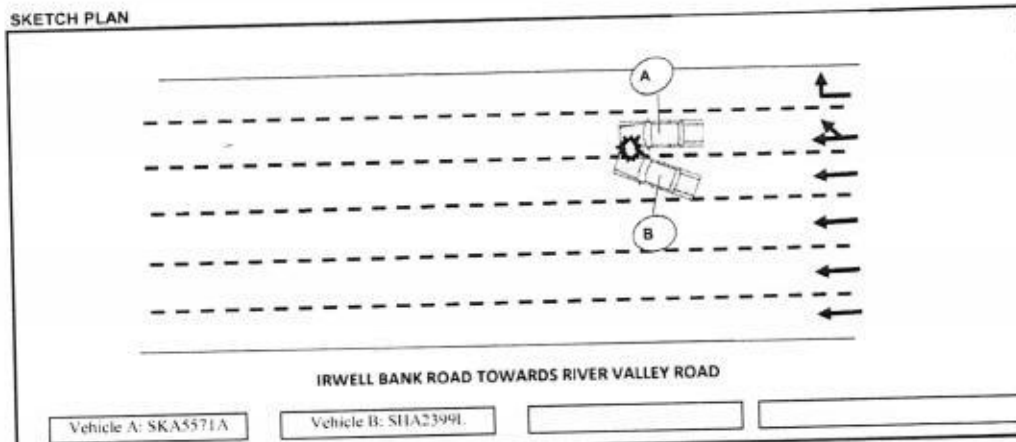 SKETCH PLAN
A
B
IRWELL BANK ROAD TOWARDS RIVER VALLEY ROAD
Vehicle A: SKA5571A
Vehicle B: SHA2399L